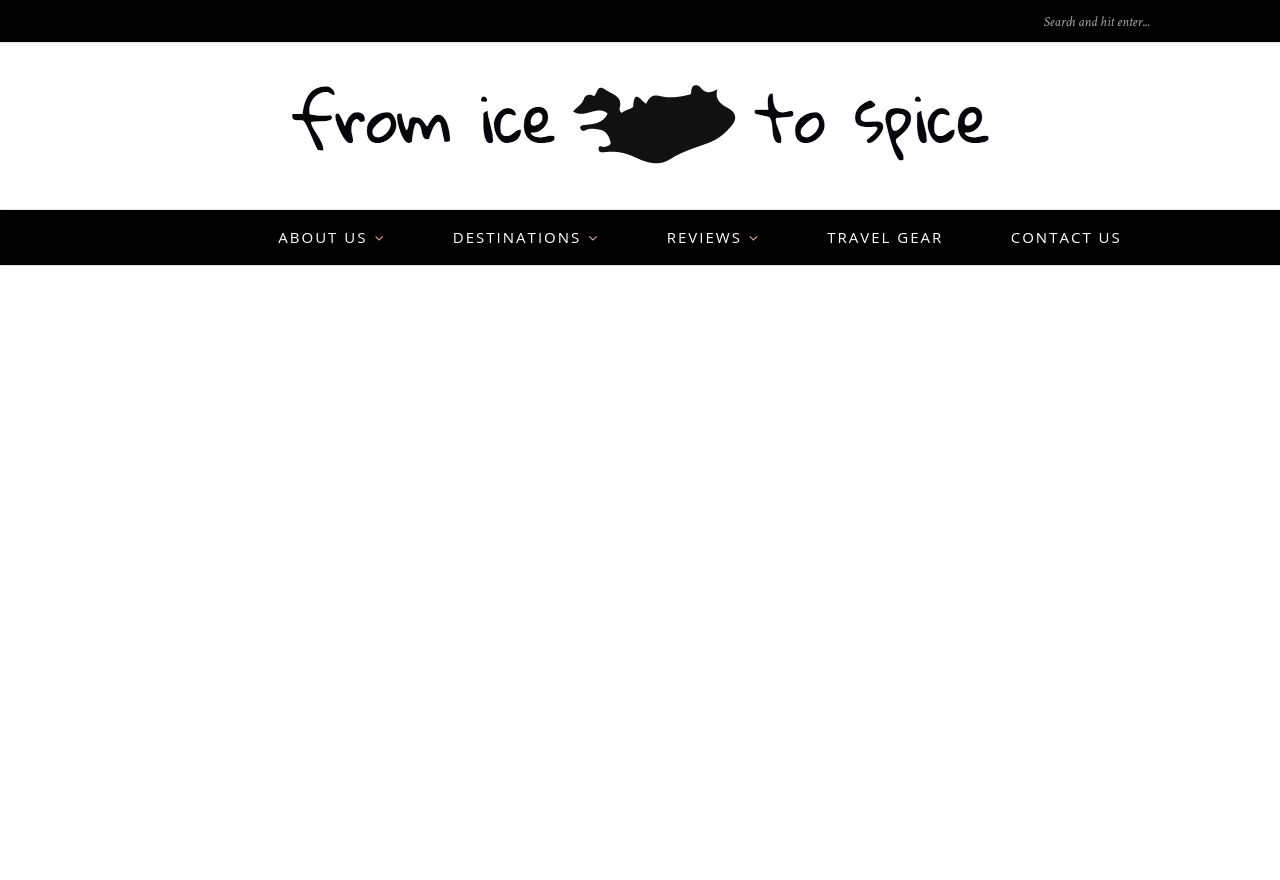 Search and hit enter...
from ice to spice
ABOUT US
DESTINATIONS
REVIEWS
TRAVEL GEAR
CONTACT US